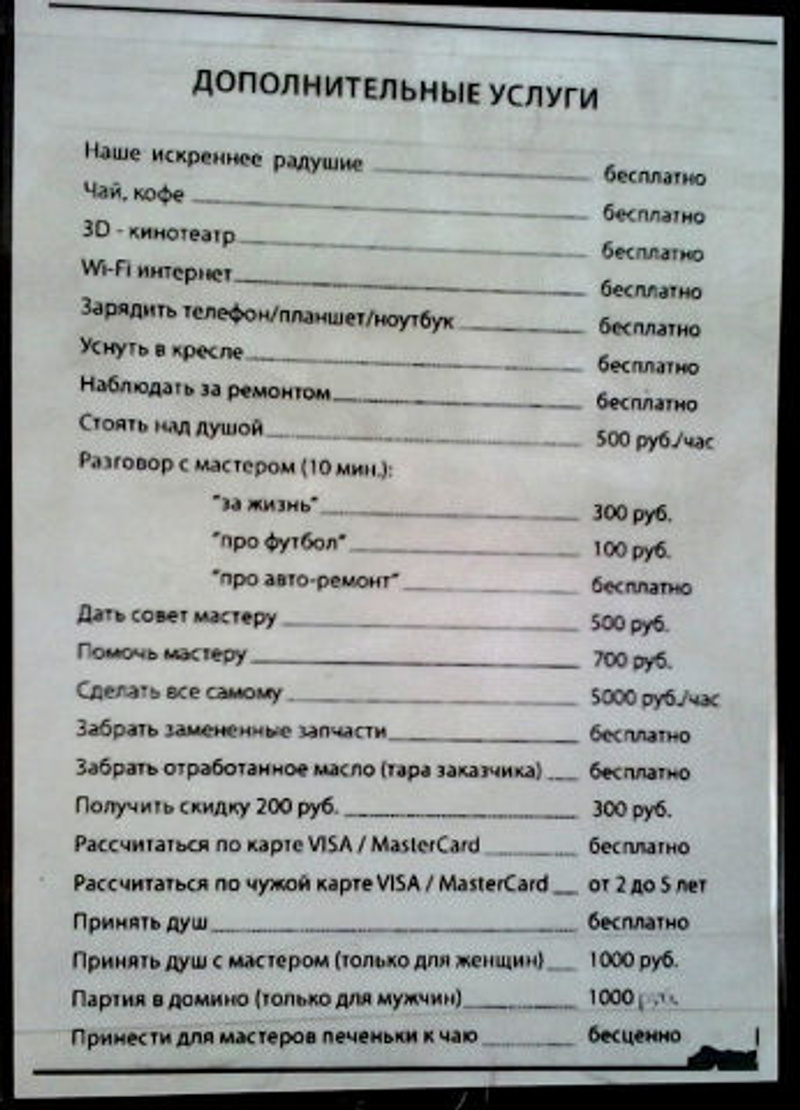 ДОПОЛНИТЕЛЬНЫЕ УСЛУГИ
Наше искреннее радушие бесплатно
Чай, кофе бесплатно
3D - кинотеатр бесплатно
Wi-Fi интернет бесплатно
Зарядить телефон/планшет/ноутбук бесплатно
Уснуть в кресле бесплатно
Наблюдать за ремонтом бесплатно
Стоять над душой 500 руб./час
Разговор с мастером (10 мин.):
"за жизнь" 300 руб.
"про футбол" 100 руб.
"про авто-ремонт" бесплатно
Дать совет мастеру 500 руб.
Помочь мастеру 700 руб.
Сделать все самому 5000 руб./час
Забрать замененные запчасти бесплатно
Забрать отработанное масло (тара заказчика) бесплатно
Получить скидку 200 руб. 300 руб.
Рассчитаться по карте VISA / MasterCard бесплатно
Рассчитаться по чужой карте VISA / MasterCard от 2 до 5 лет
Принять душ бесплатно
Принять душ с мастером (только для женщин) 1000 руб.
Партия в домино (только для мужчин) 1000
Принести для мастеров печеньки к чаю бесценно